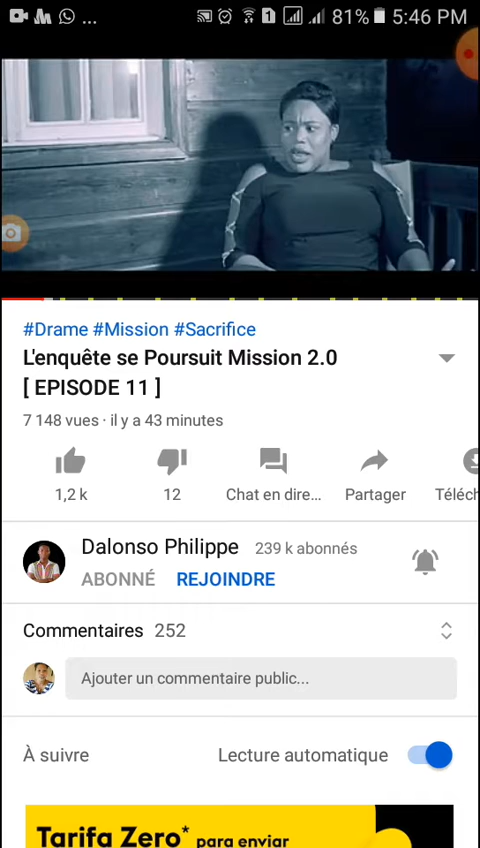 ... 1 81% 5:46 PM
#Drame #Mission #Sacrifice
L'enquête se Poursuit Mission 2.0
[ EPISODE 11 ]
7 148 vues · il y a 43 minutes
1,2 k 12 Chat en dire... Partager Téléch
Dalonso Philippe 239 k abonnés
ABONNÉ REJOINDRE
Commentaires 252
Ajouter un commentaire public...
À suivre Lecture automatique
Tarifa Zero* para enviar